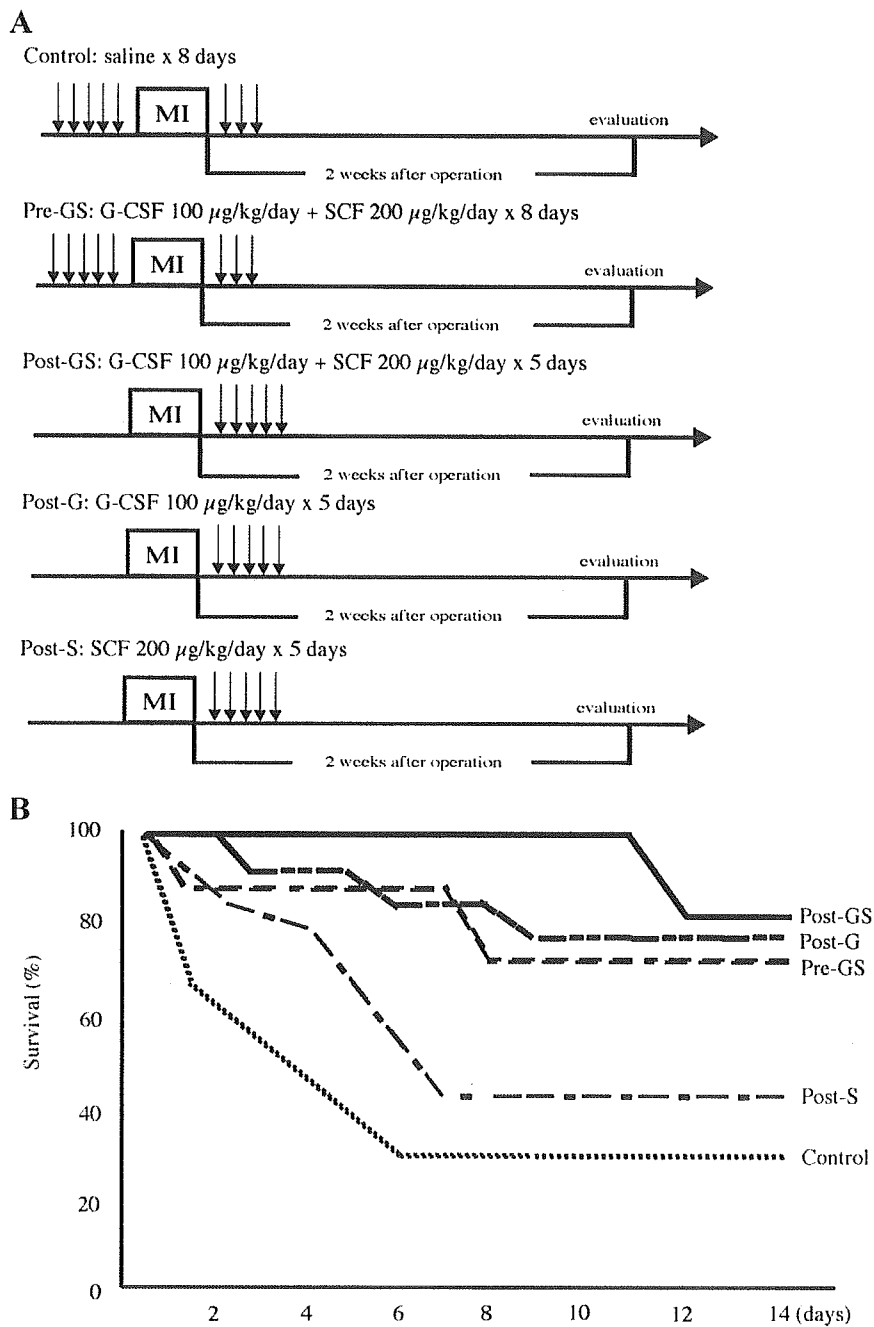 A
Control: saline x 8 days
MI
evaluation
2 weeks after operation
Pre-GS: G-CSF 100 µg/kg/day + SCF 200 µg/kg/day x 8 days
MI
evaluation
2 weeks after operation
Post-GS: G-CSF 100 µg/kg/day + SCF 200 µg/kg/day x 5 days
MI
evaluation
2 weeks after operation
Post-G: G-CSF 100 µg/kg/day x 5 days
MI
evaluation
2 weeks after operation
Post-S: SCF 200 µg/kg/day x 5 days
MI
evaluation
2 weeks after operation
B
100
80
60
40
20
0
Survival (%)
Post-GS
Post-G
Pre-GS
Post-S
Control
2 4 6 8 10 12 14 (days)